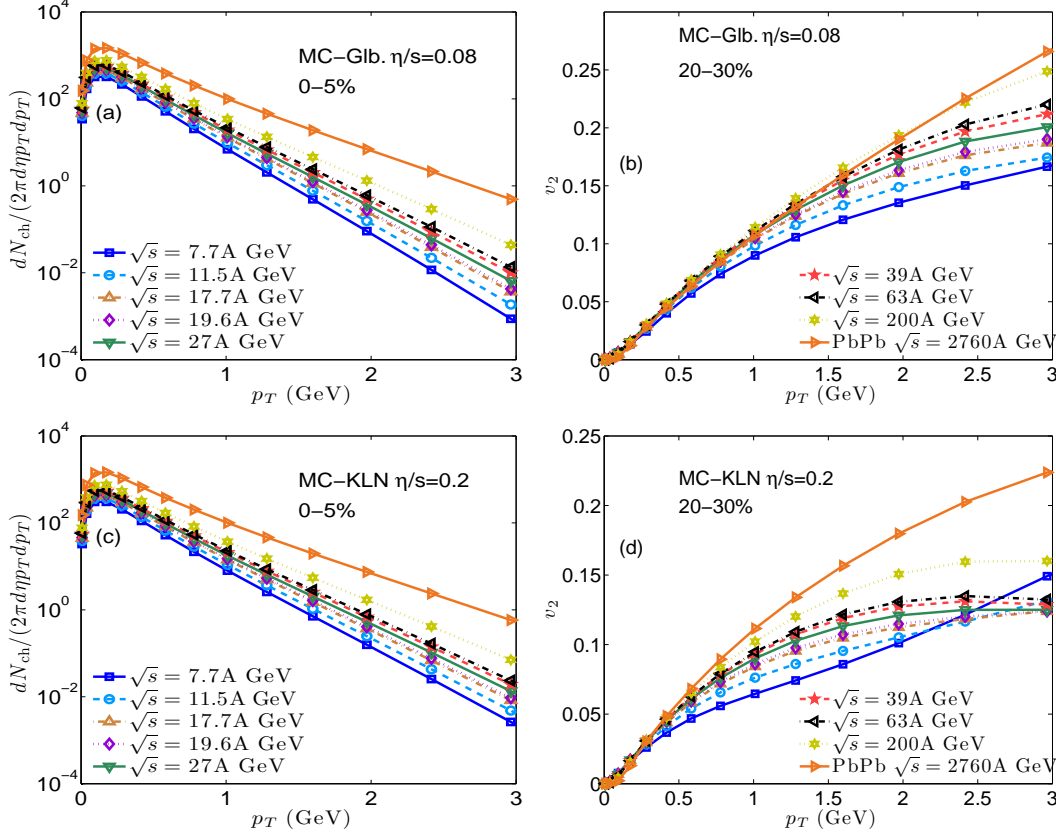 10^4
10^2
10^0
10^−2
10^−4
dN_ch/(2πdηp_T dp_T)
MC−Glb. η/s=0.08
0−5%
(a)
√s = 7.7A GeV
√s = 11.5A GeV
√s = 17.7A GeV
√s = 19.6A GeV
√s = 27A GeV
0 1 2 3
p_T (GeV)
0.25
0.2
0.15
0.1
0.05
0
v_2
MC−Glb. η/s=0.08
20−30%
(b)
√s = 39A GeV
√s = 63A GeV
√s = 200A GeV
PbPb √s = 2760A GeV
0 0.5 1 1.5 2 2.5 3
p_T (GeV)
10^4
10^2
10^0
10^−2
10^−4
dN_ch/(2πdηp_T dp_T)
MC−KLN η/s=0.2
0−5%
(c)
√s = 7.7A GeV
√s = 11.5A GeV
√s = 17.7A GeV
√s = 19.6A GeV
√s = 27A GeV
0 1 2 3
p_T (GeV)
0.25
0.2
0.15
0.1
0.05
0
v_2
MC−KLN η/s=0.2
20−30%
(d)
√s = 39A GeV
√s = 63A GeV
√s = 200A GeV
PbPb √s = 2760A GeV
0 0.5 1 1.5 2 2.5 3
p_T (GeV)